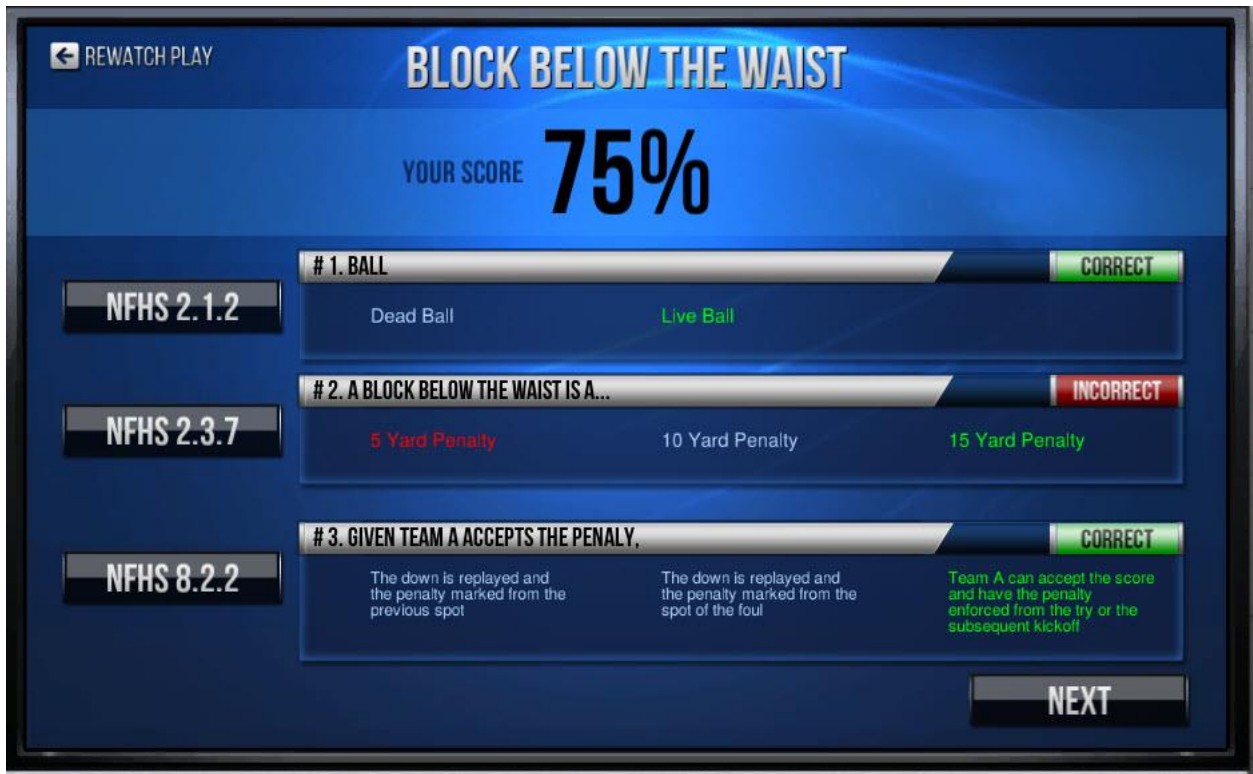 REWATCH PLAY
BLOCK BELOW THE WAIST
YOUR SCORE 75%
# 1. BALL
CORRECT
NFHS 2.1.2
Dead Ball
Live Ball
# 2. A BLOCK BELOW THE WAIST IS A...
INCORRECT
NFHS 2.3.7
5 Yard Penalty
10 Yard Penalty
15 Yard Penalty
# 3. GIVEN TEAM A ACCEPTS THE PENALY,
CORRECT
NFHS 8.2.2
The down is replayed and
the penalty marked from the
previous spot
The down is replayed and
the penalty marked from the
spot of the foul
Team A can accept the score
and have the penalty
enforced from the try or the
subsequent kickoff
NEXT